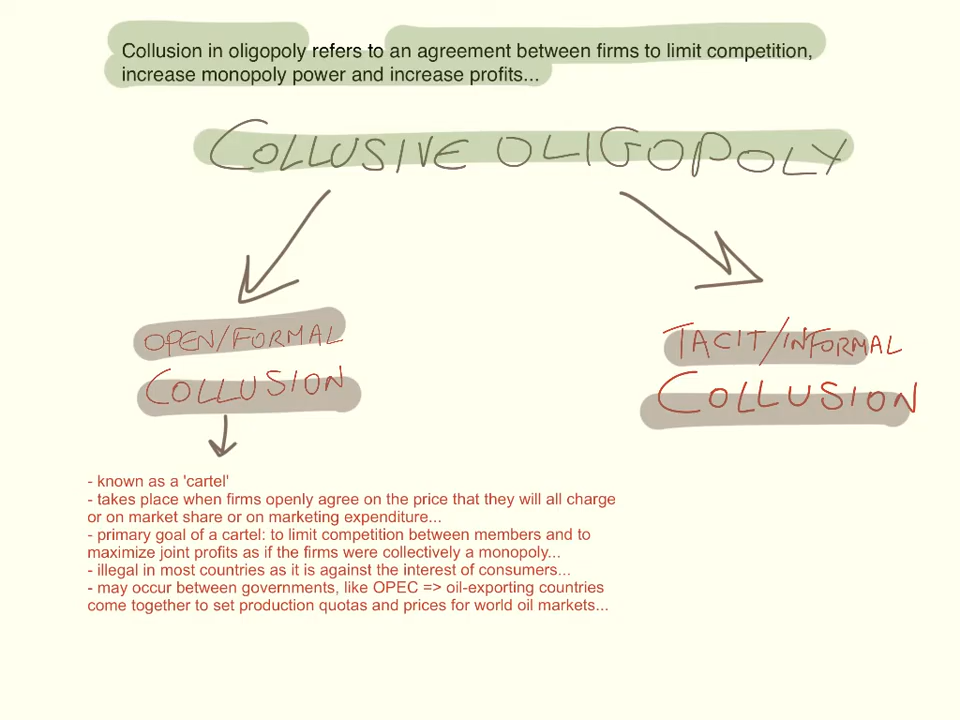 Collusion in oligopoly refers to an agreement between firms to limit competition,
increase monopoly power and increase profits...
COLLUSIVE OLIGOPOLY
OPEN/FORMAL
COLLUSION
TACIT/INFORMAL
COLLUSION
- known as a 'cartel'
- takes place when firms openly agree on the price that they will all charge
or on market share or on marketing expenditure...
- primary goal of a cartel: to limit competition between members and to
maximize joint profits as if the firms were collectively a monopoly...
- illegal in most countries as it is against the interest of consumers...
- may occur between governments, like OPEC => oil-exporting countries
come together to set production quotas and prices for world oil markets...